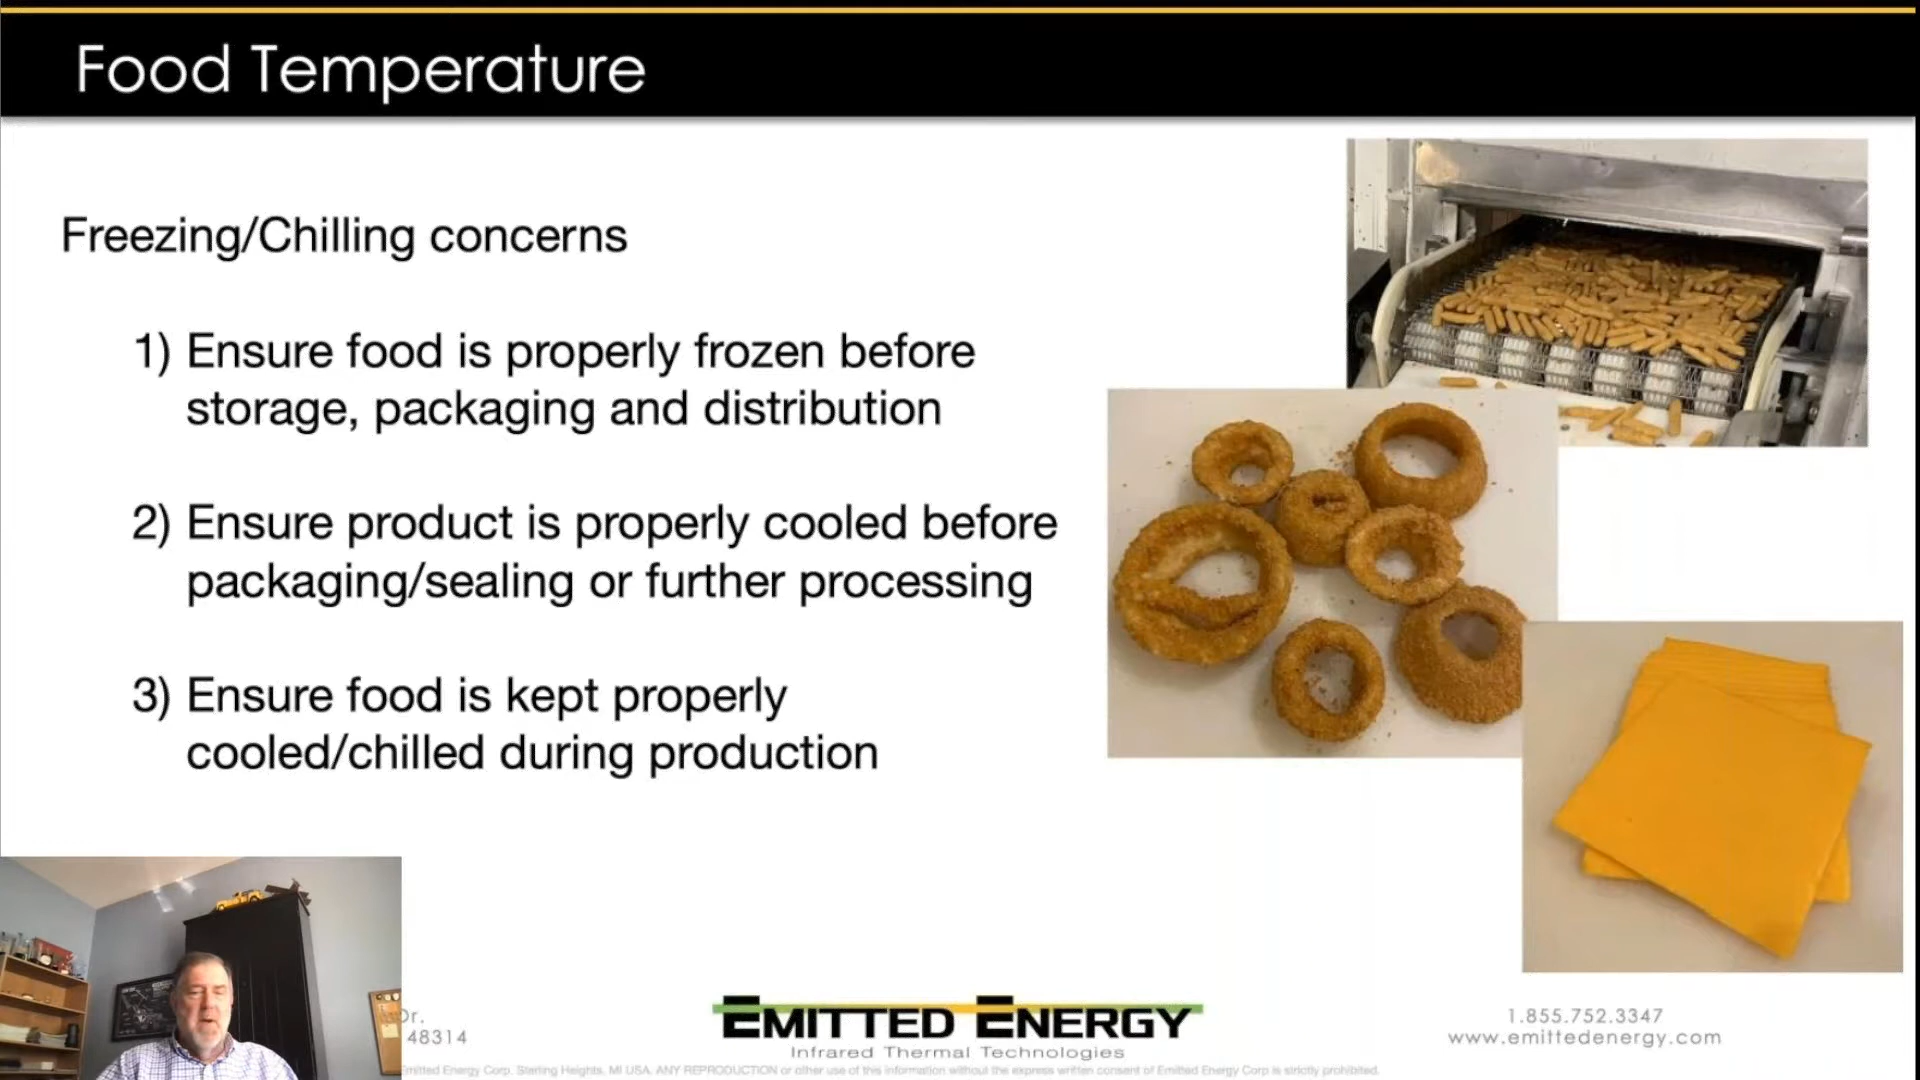 Food Temperature
Freezing/Chilling concerns
1) Ensure food is properly frozen before
storage, packaging and distribution
2) Ensure product is properly cooled before
packaging/sealing or further processing
3) Ensure food is kept properly
cooled/chilled during production
Dr.
48314
EMITTED ENERGY
Infrared Thermal Technologies
1.855.752.3347
www.emittedenergy.com
Emitted Energy Corp. Sterling Heights, MI USA. ANY REPRODUCTION or other use of this information without the express written consent of Emitted Energy Corp is strictly prohibited.